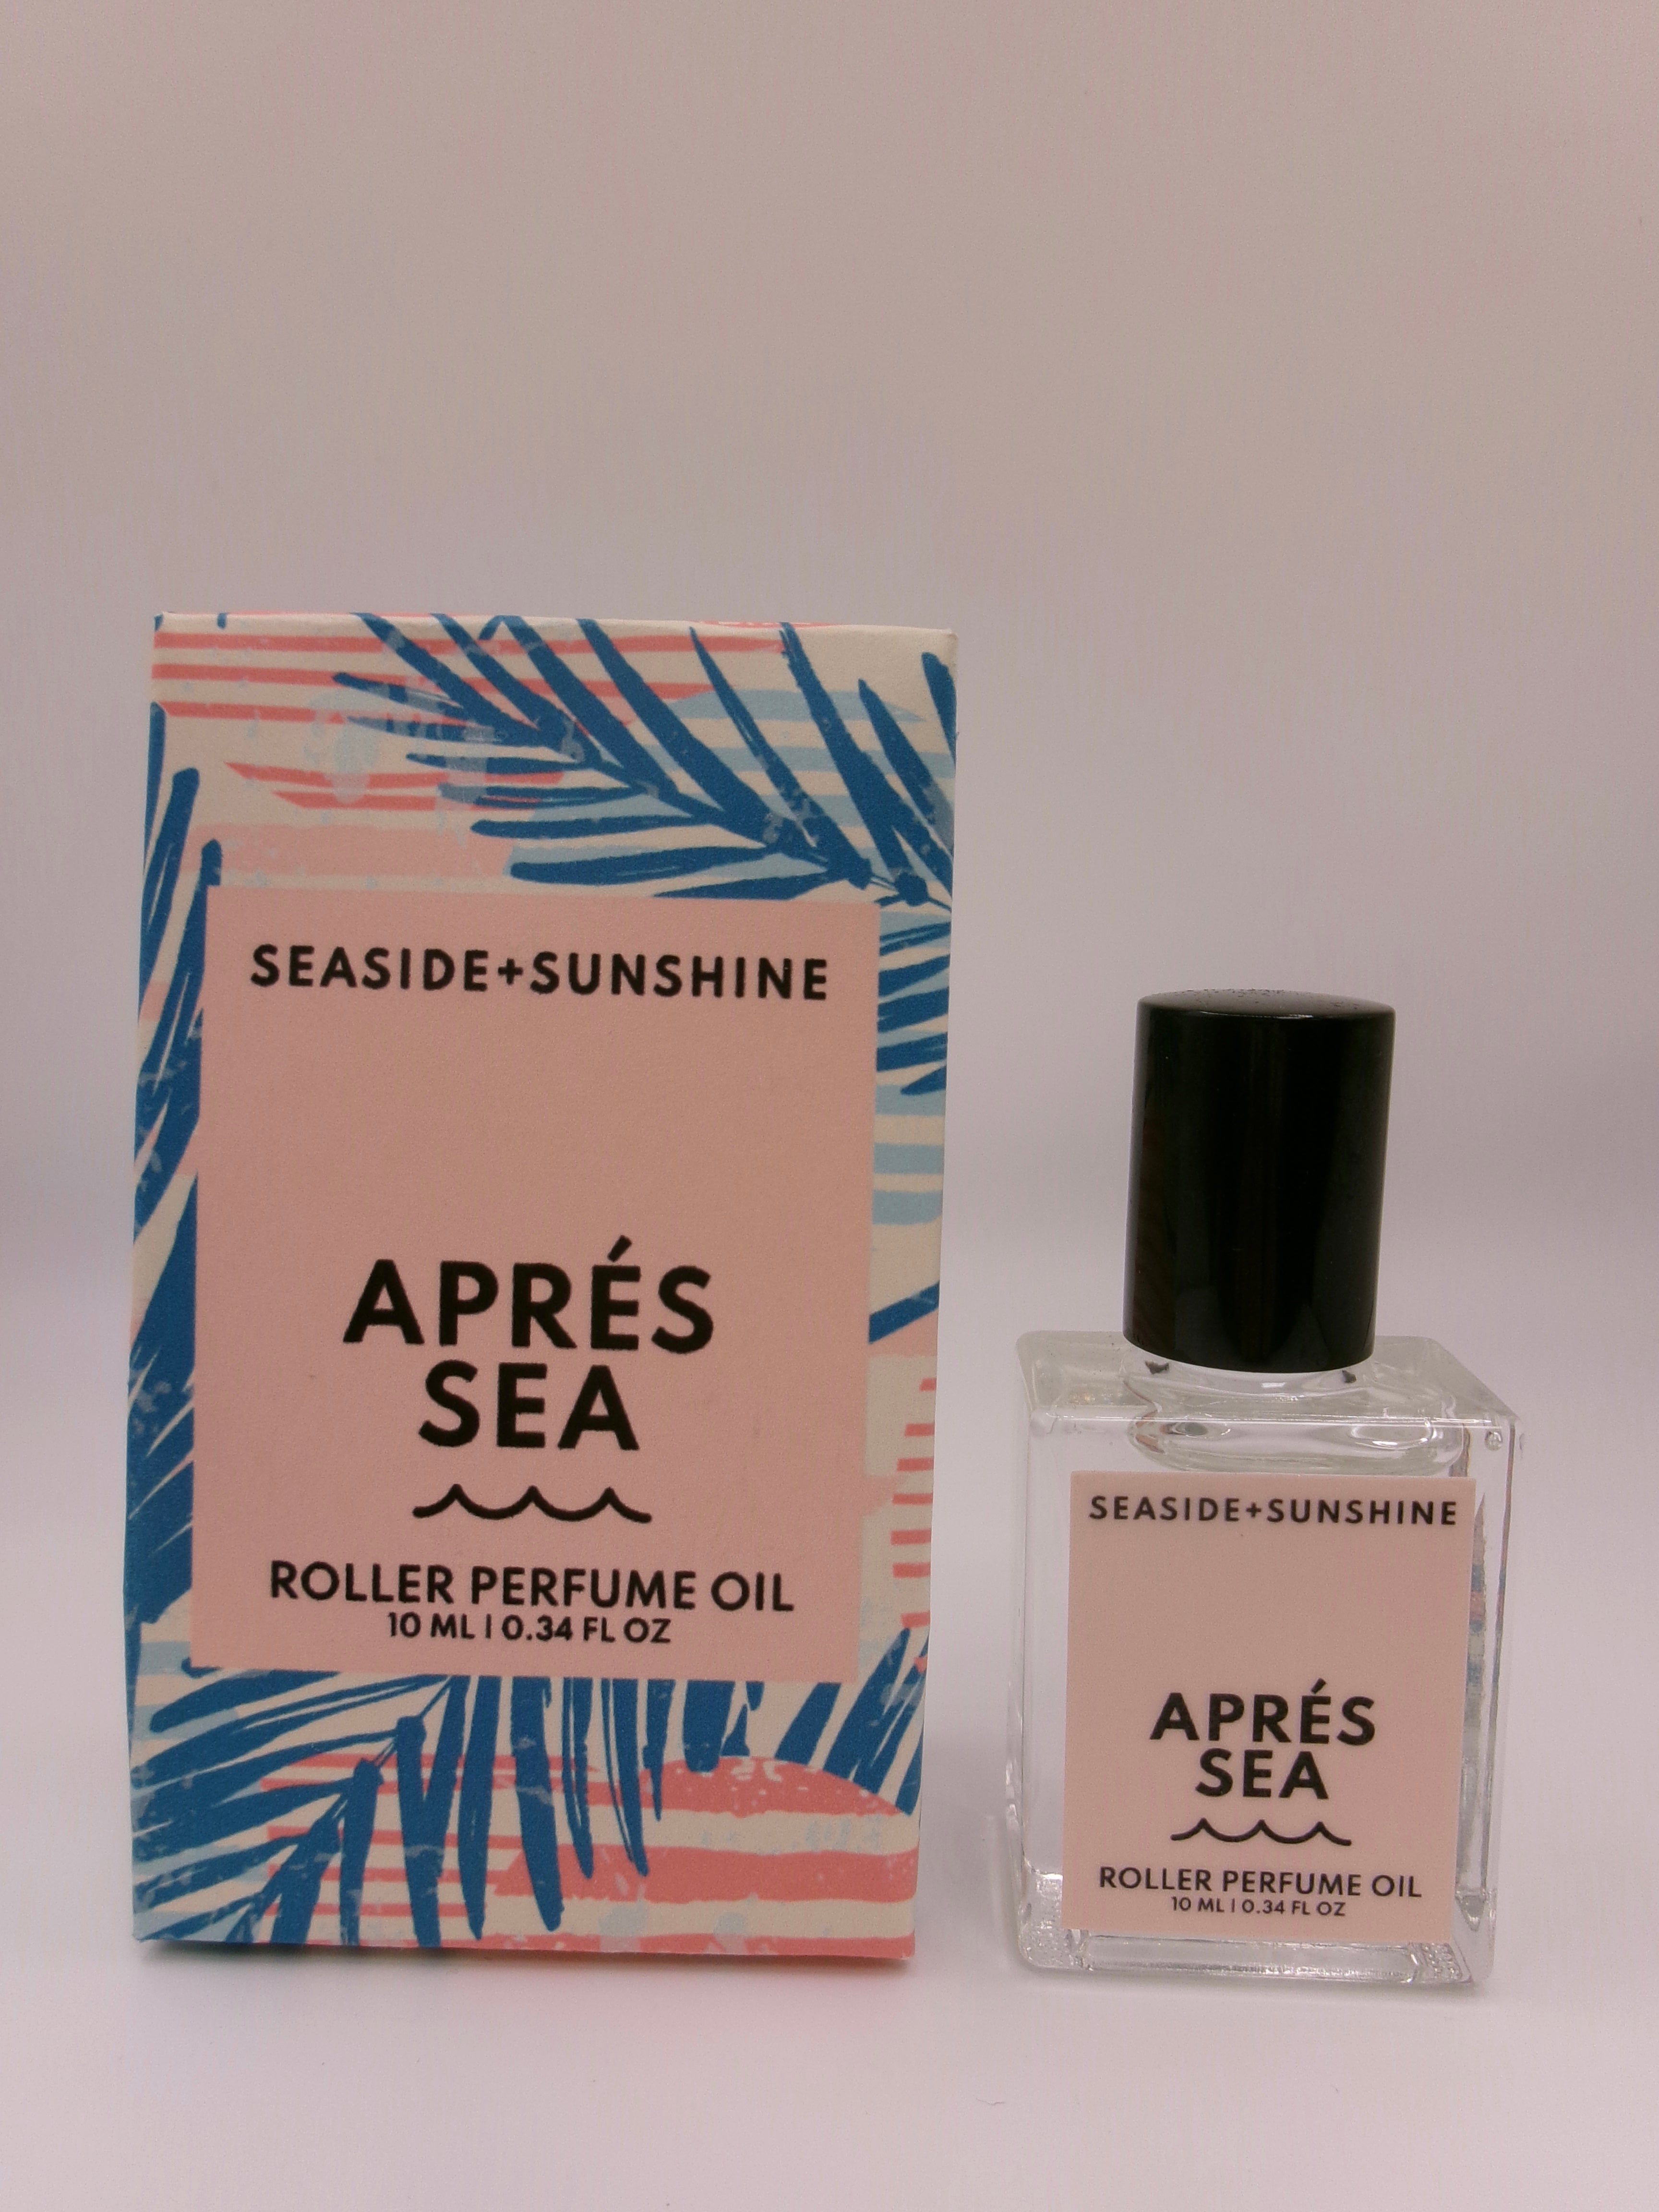 SEASIDE+SUNSHINE
APRÉS
SEA
ROLLER PERFUME OIL
10 ML | 0.34 FL OZ
SEASIDE+SUNSHINE
APRÉS
SEA
ROLLER PERFUME OIL
10 ML | 0.34 FL OZ